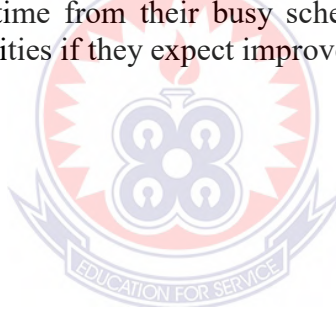 time from their busy sche
ities if they expect improv
EDUCATION FOR SERVICE